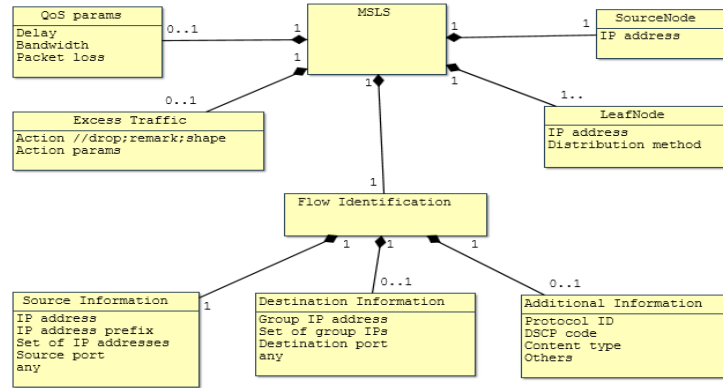 QoS params
Delay
Bandwidth
Packet loss
0..1
1
MSLS
1
1
SourceNode
IP address
1
0..1
Excess Traffic
Action //drop;remark;shape
Action params
1
1
1..
LeafNode
IP address
Distribution method
1
Flow Identification
1
1
1
1
Source Information
IP address
IP address prefix
Set of IP addresses
Source port
any
0..1
Destination Information
Group IP address
Set of group IPs
Destination port
any
0..1
Additional Information
Protocol ID
DSCP code
Content type
Others